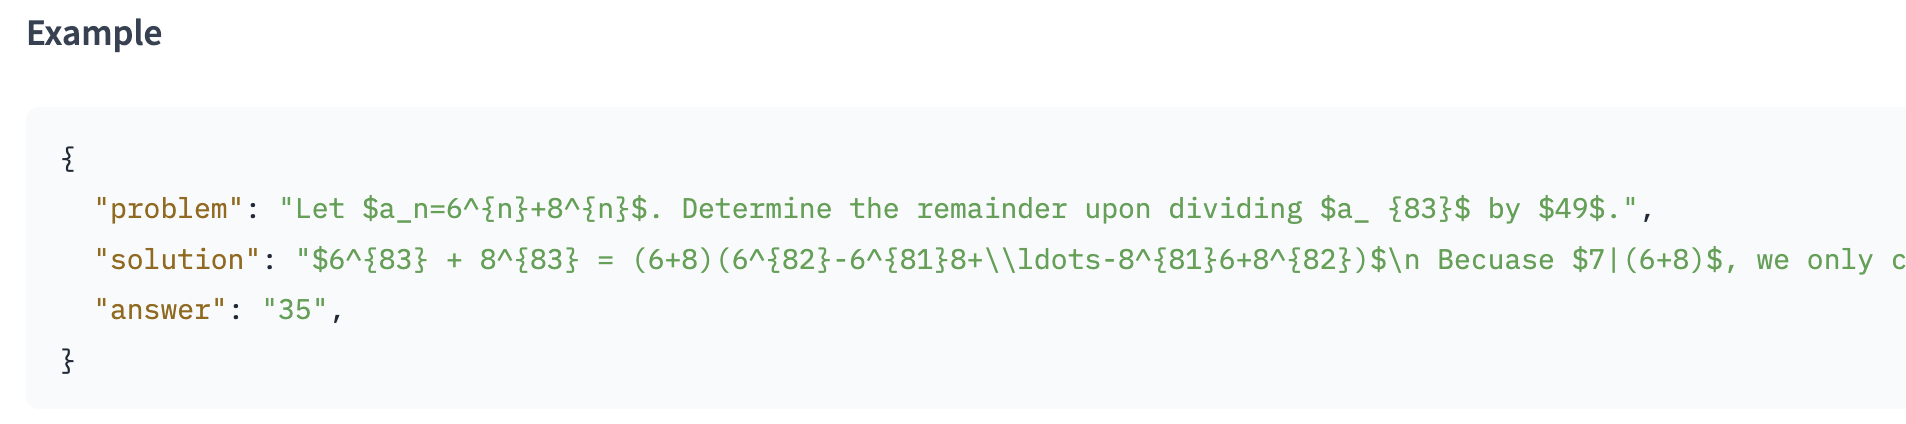 Example
{
"problem": "Let $a_n=6^{n}+8^{n}$. Determine the remainder upon dividing $a_ {83}$ by $49$.",
"solution": "$6^{83} + 8^{83} = (6+8)(6^{82}-6^{81}8+\\ldots-8^{81}6+8^{82})$\n Becuase $7|(6+8)$, we only c
"answer": "35",
}